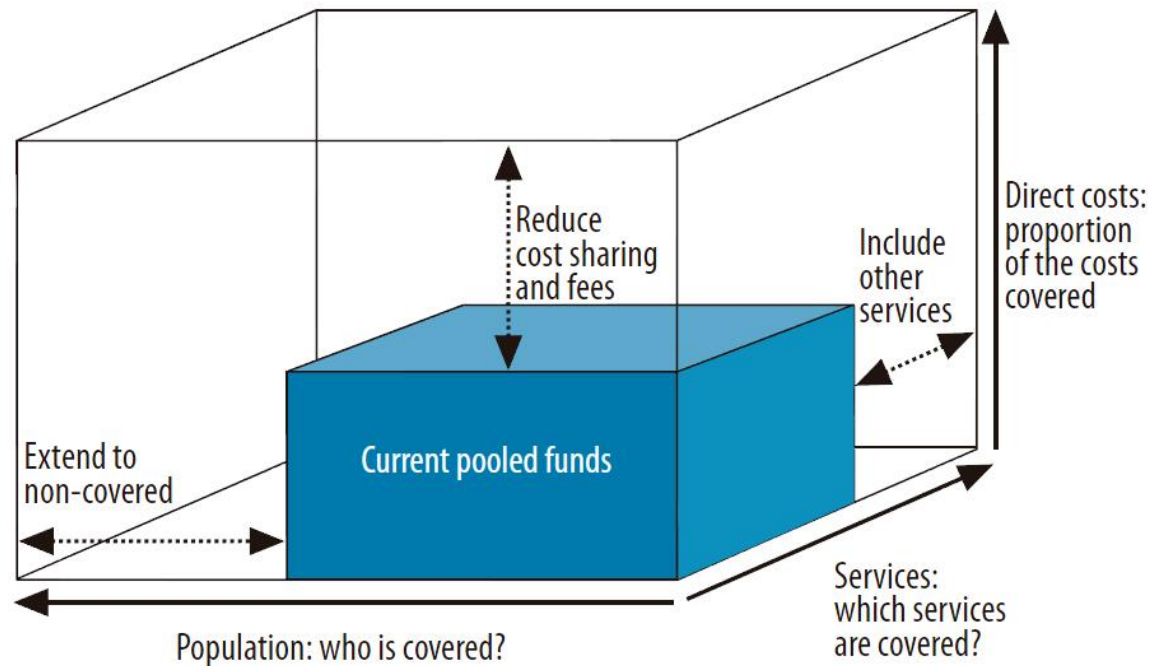 Reduce
cost sharing
and fees
Include
other
services
Direct costs:
proportion
of the costs
covered
Extend to
non-covered
Current pooled funds
Services:
which services
are covered?
Population: who is covered?